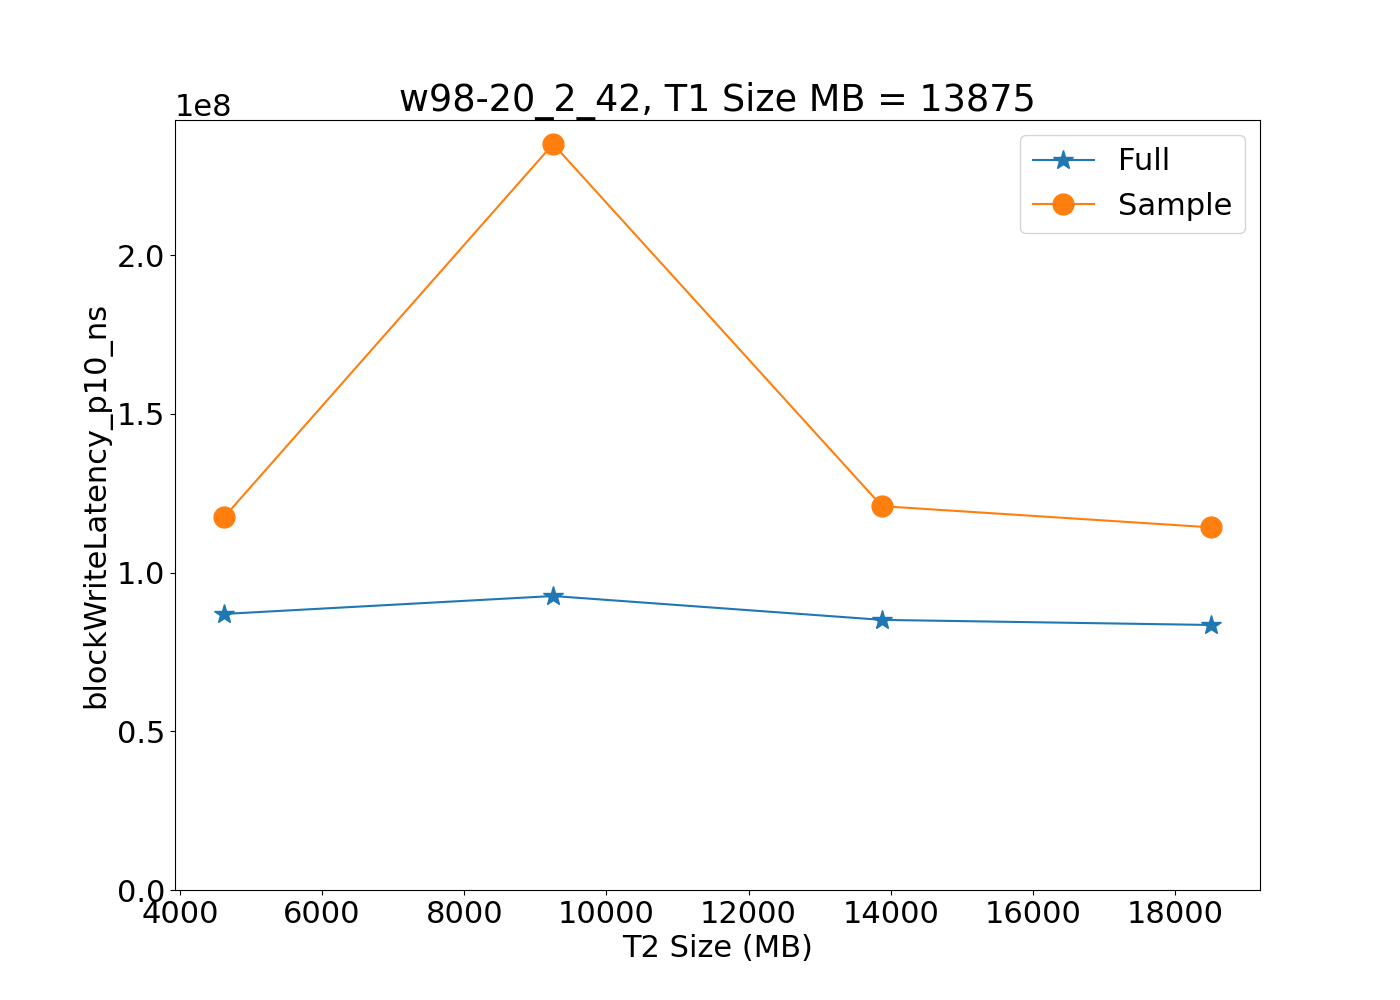 w98-20_2_42, T1 Size MB = 13875
1e8
Full
Sample
2.0
1.5
1.0
0.5
0.0
blockWriteLatency_p10_ns
4000 6000 8000 10000 12000 14000 16000 18000
T2 Size (MB)